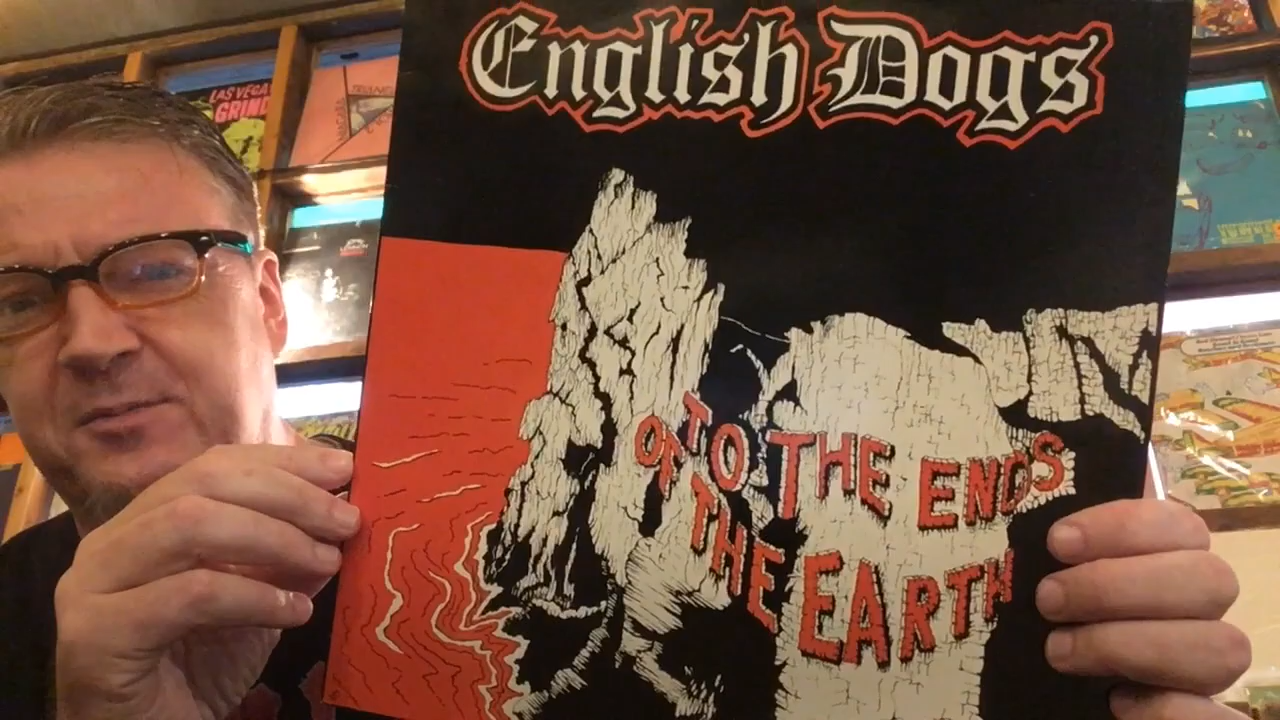 English Dogs
TO THE ENDS
OF THE EARTH
LAS VEGAS
GRIND